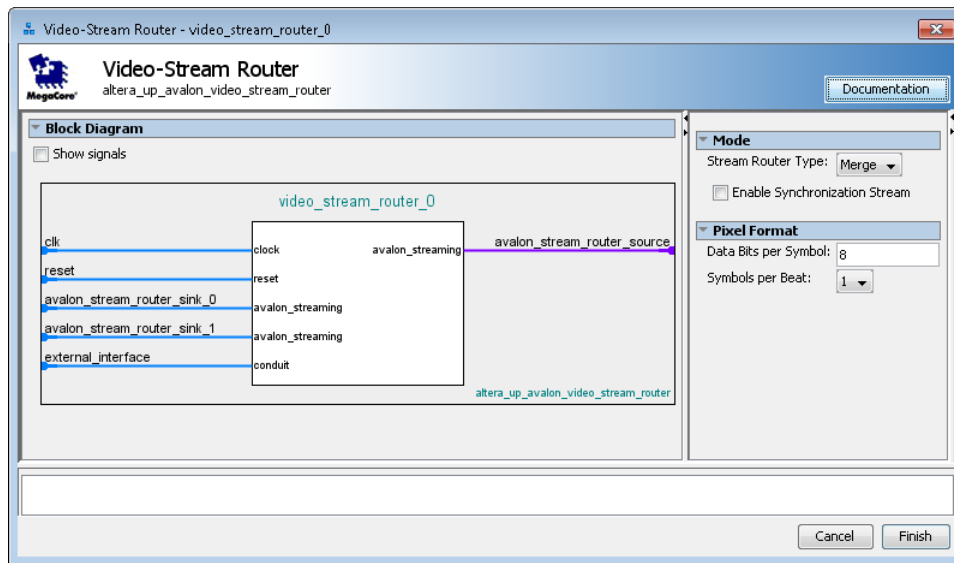 Video-Stream Router - video_stream_router_0
MegaCore®
Video-Stream Router
altera_up_avalon_video_stream_router
Documentation
Block Diagram
Show signals
video_stream_router_0
clk
clock
avalon_streaming
avalon_stream_router_source
reset
reset
avalon_stream_router_sink_0
avalon_streaming
avalon_stream_router_sink_1
avalon_streaming
external_interface
conduit
altera_up_avalon_video_stream_router
Mode
Stream Router Type: Merge
Enable Synchronization Stream
Pixel Format
Data Bits per Symbol: 8
Symbols per Beat: 1
Cancel
Finish